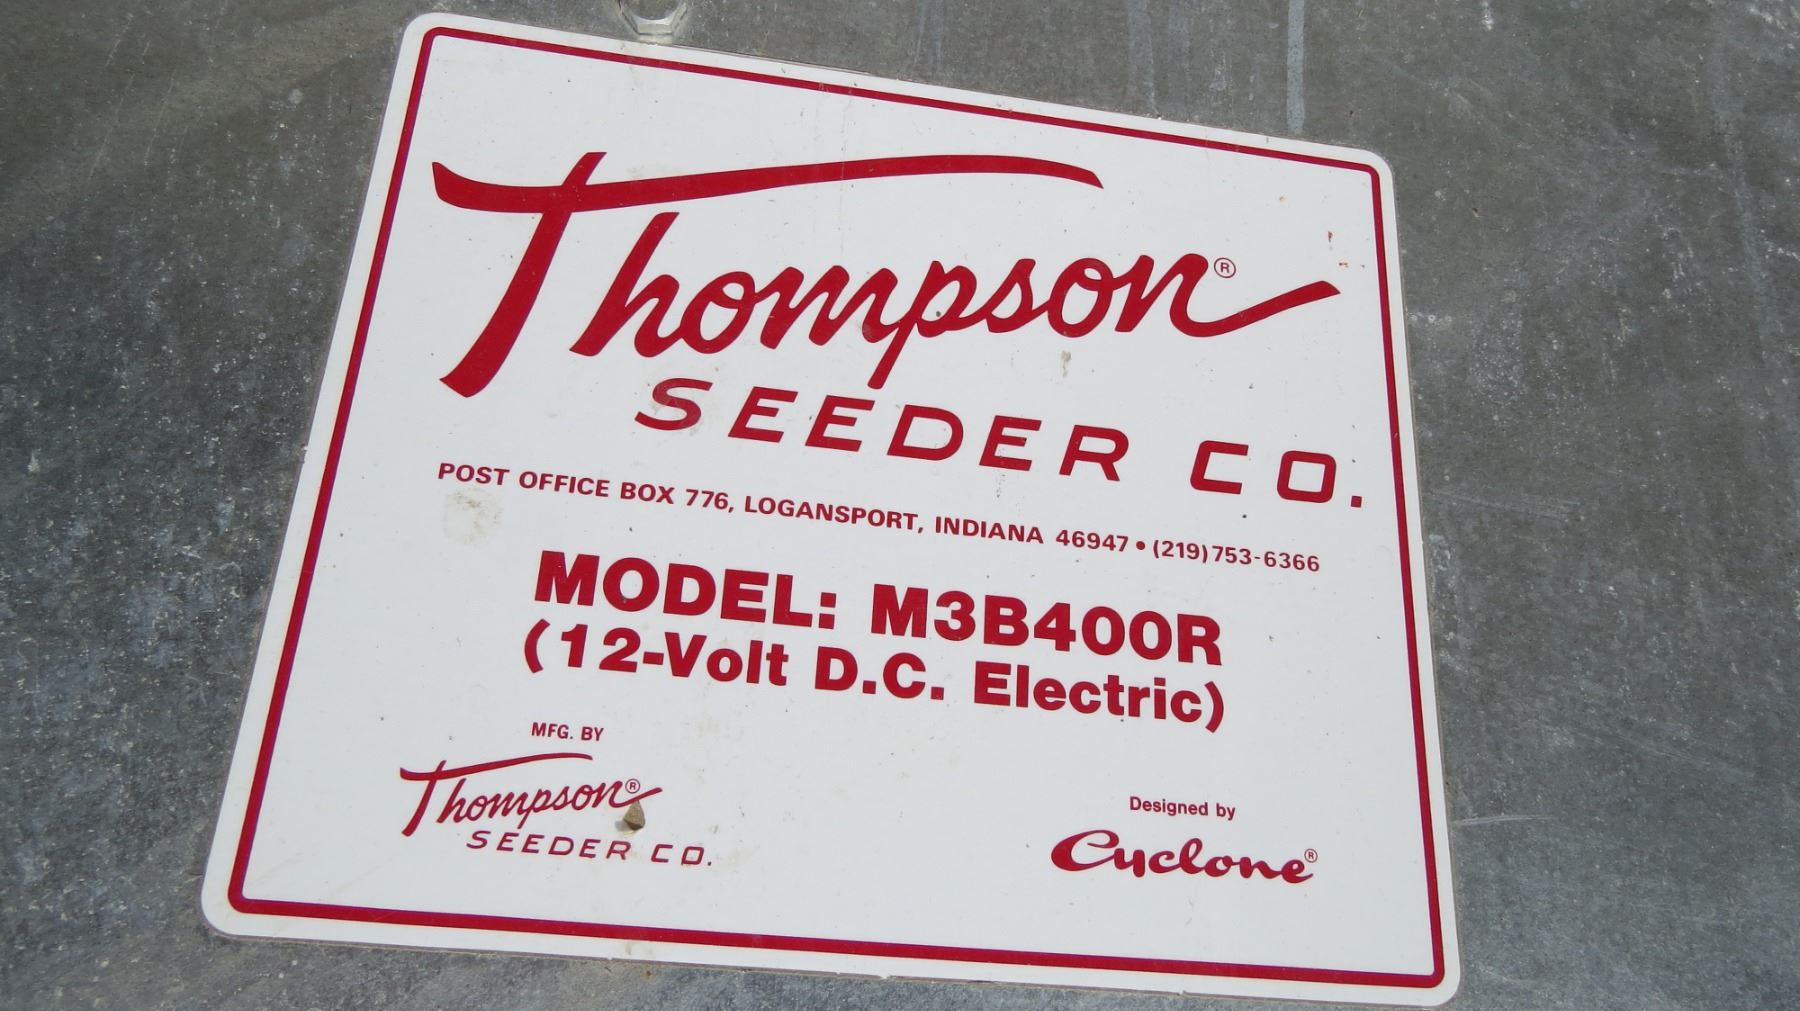 Thompson®
SEEDER CO.
POST OFFICE BOX 776, LOGANSPORT, INDIANA 46947 • (219) 753-6366
MODEL: M3B400R
(12-Volt D.C. Electric)
MFG. BY
Thompson®
SEEDER CO.
Designed by
Cyclone®